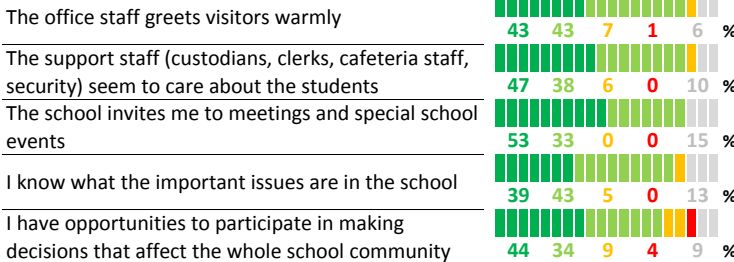 The office staff greets visitors warmly
43 43 7 1 6 %
The support staff (custodians, clerks, cafeteria staff,
security) seem to care about the students
47 38 6 0 10 %
The school invites me to meetings and special school
events
53 33 0 0 15 %
I know what the important issues are in the school
39 43 5 0 13 %
I have opportunities to participate in making
decisions that affect the whole school community
44 34 9 4 9 %